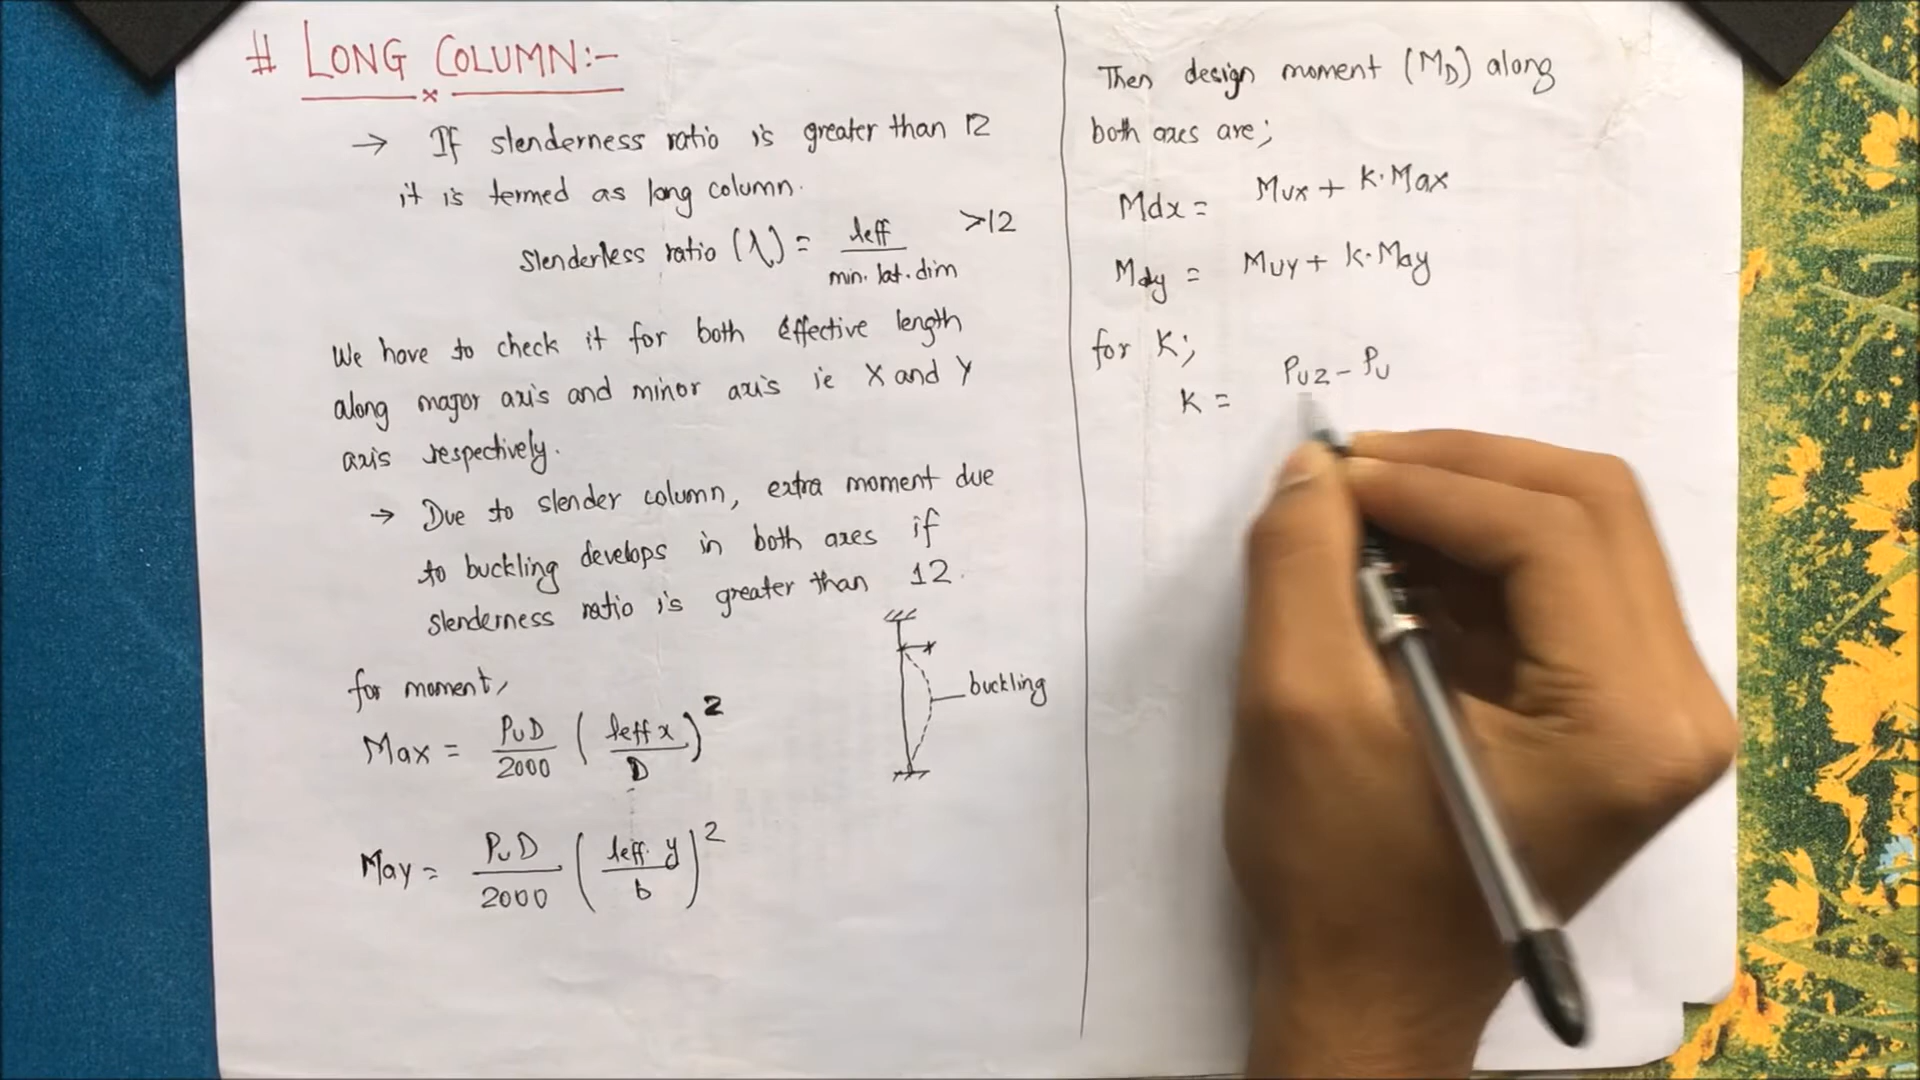 # LONG COLUMN:-
→ If slenderness ratio is greater than 12
it is termed as long column.
Slenderless ratio (λ) = leff / min. lat. dim >12
We have to check it for both effective length
along major axis and minor axis ie X and Y
axis respectively.
→ Due to slender column, extra moment due
to buckling develops in both axes if
slenderness ratio is greater than 12.
for moment,
Max = PuD / 2000 (leff x / D)²
May = PuD / 2000 (leff. y / b)²
buckling
Then design moment (MD) along
both axes are;
Mdx = Mux + K.Max
Mdy = Muy + K.May
for K;
K = Puz - Pu